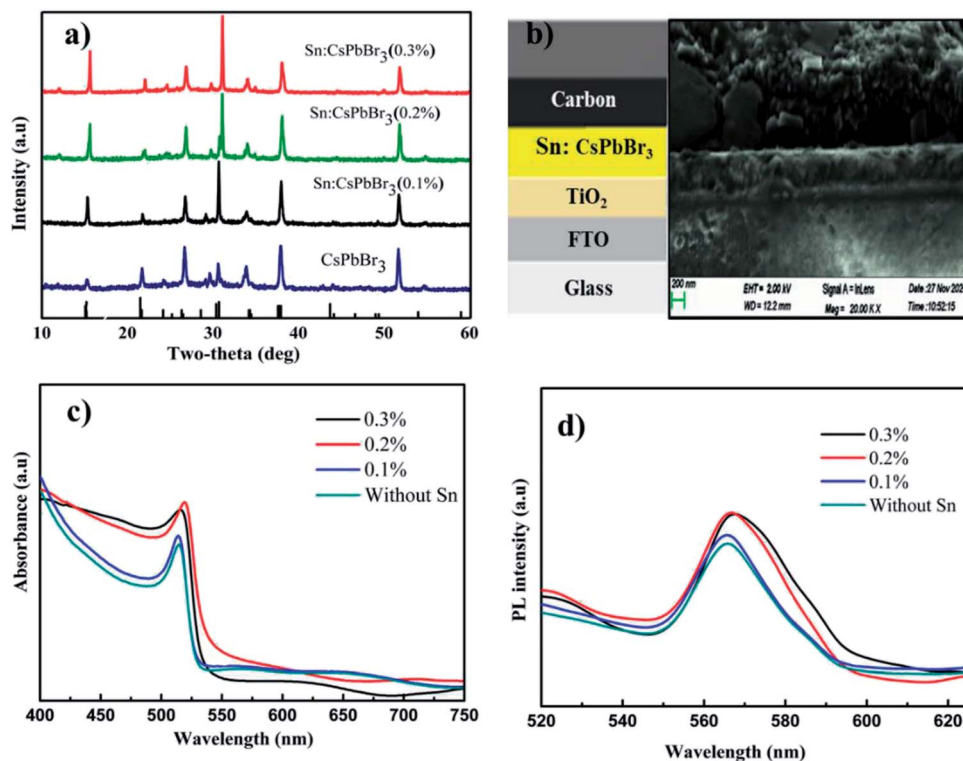 a)
Sn:CsPbBr3(0.3%)
Sn:CsPbBr3(0.2%)
Sn:CsPbBr3(0.1%)
CsPbBr3
Intensity (a.u)
10 20 30 40 50 60
Two-theta (deg)
b)
Carbon
Sn: CsPbBr3
TiO2
FTO
Glass
200 nm
EHT = 2.00 kV
WD = 12.2 mm
Signal A = InLens
Mag = 20.00 K X
Date :27 Nov 202
Time :10:52:15
c)
0.3%
0.2%
0.1%
Without Sn
Absorbance (a.u)
400 450 500 550 600 650 700 750
Wavelength (nm)
d)
0.3%
0.2%
0.1%
Without Sn
PL intensity (a.u)
520 540 560 580 600 620
Wavelength (nm)